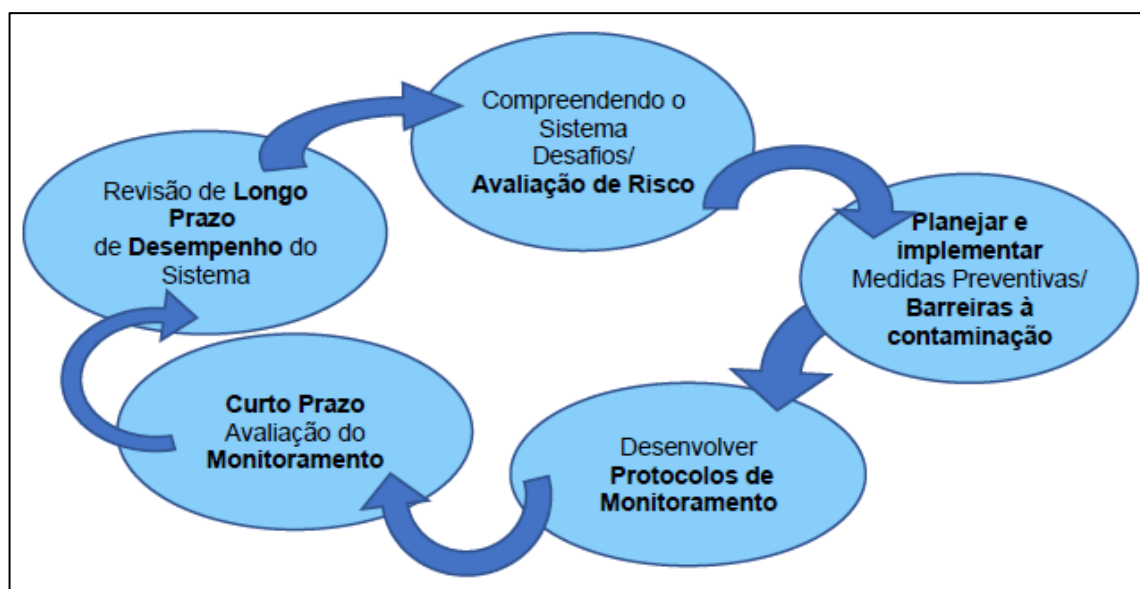 Compreendendo o
Sistema
Desafios/
Avaliação de Risco
Planejar e
implementar
Medidas Preventivas/
Barreiras à
contaminação
Desenvolver
Protocolos de
Monitoramento
Curto Prazo
Avaliação do
Monitoramento
Revisão de Longo
Prazo
de Desempenho do
Sistema